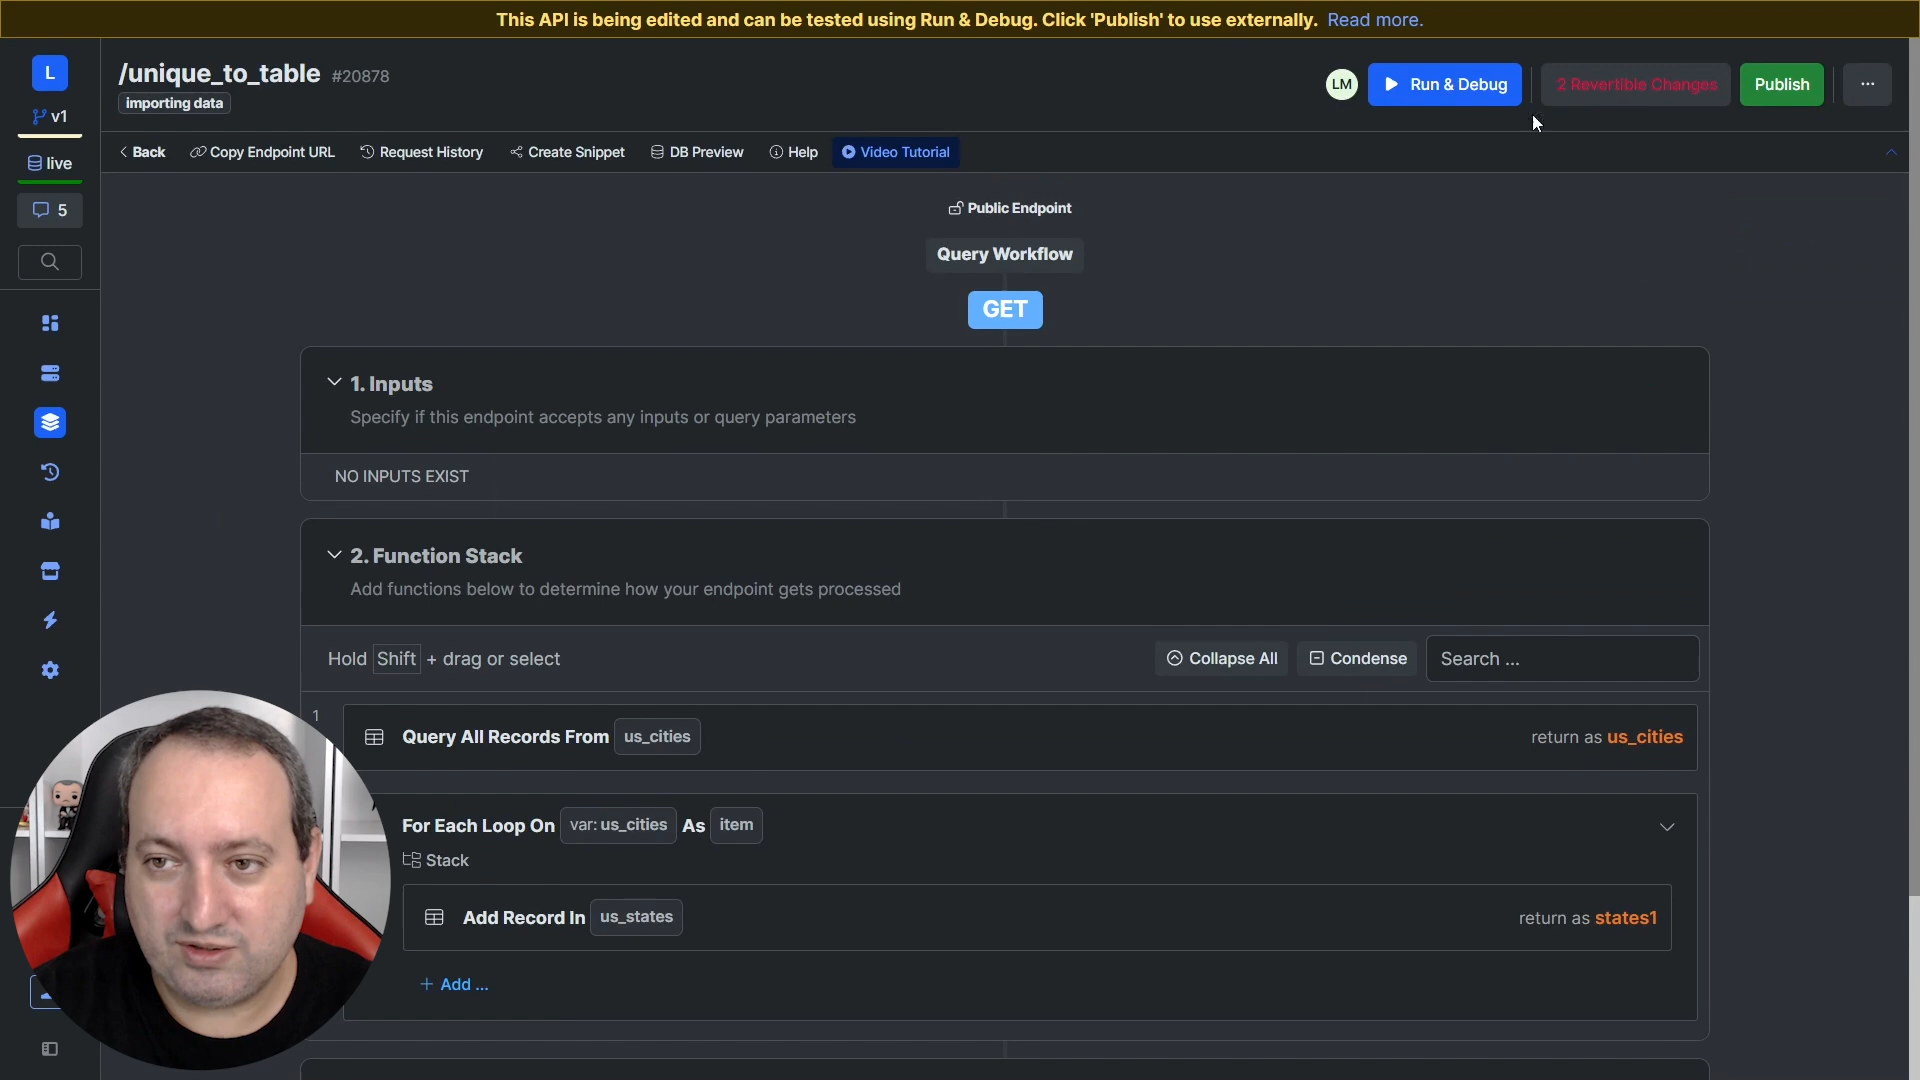 This API is being edited and can be tested using Run & Debug. Click 'Publish' to use externally. Read more.
L
/unique_to_table #20878
importing data
LM
Run & Debug
2 Revertible Changes
Publish
v1
live
5
Back
Copy Endpoint URL
Request History
Create Snippet
DB Preview
Help
Video Tutorial
Public Endpoint
Query Workflow
GET
1. Inputs
Specify if this endpoint accepts any inputs or query parameters
NO INPUTS EXIST
2. Function Stack
Add functions below to determine how your endpoint gets processed
Hold Shift + drag or select
Collapse All
Condense
Search ...
1
Query All Records From us_cities
return as us_cities
For Each Loop On var: us_cities As item
Stack
Add Record In us_states
return as states1
+ Add ...